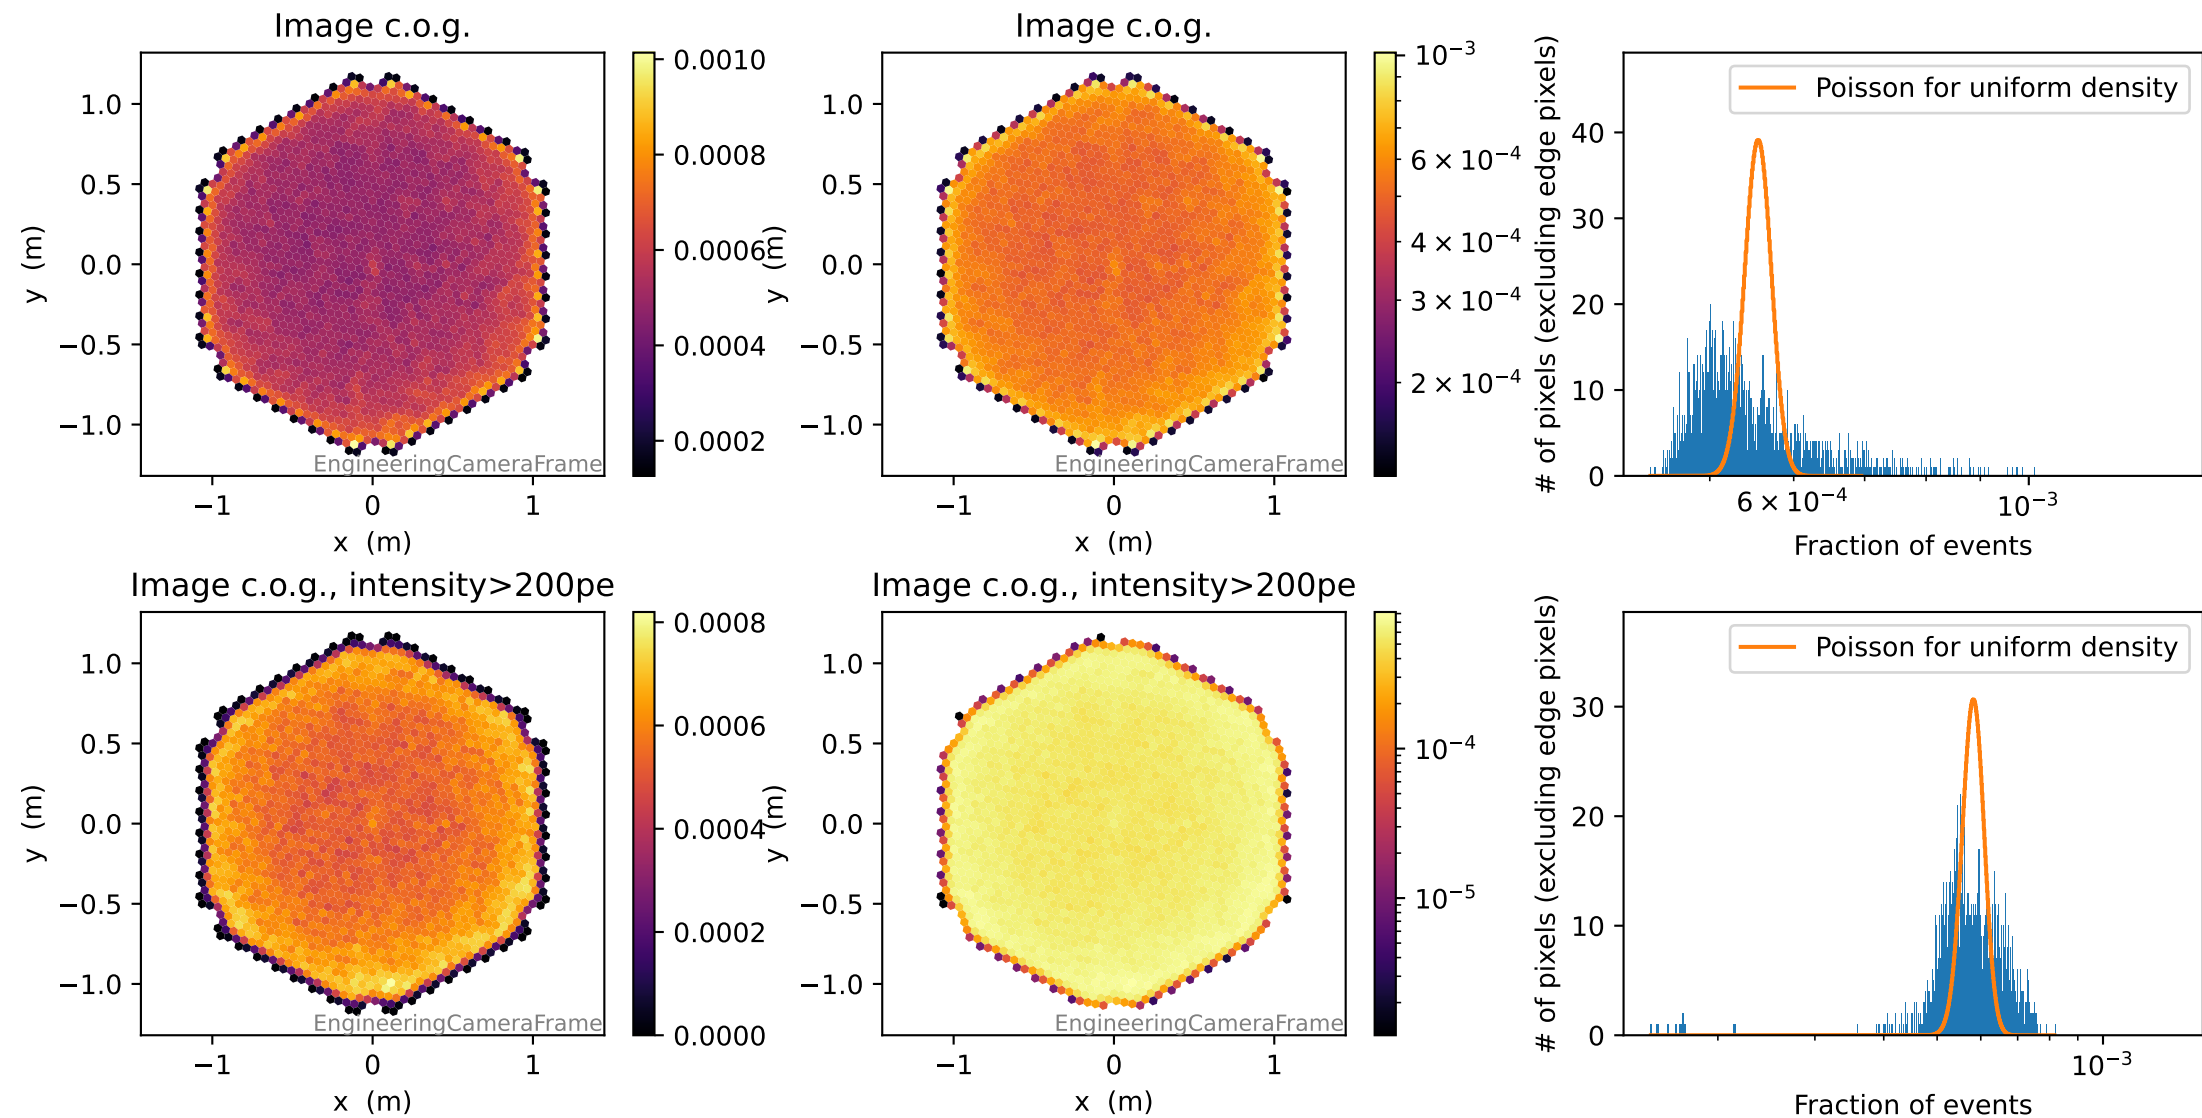 Image c.o.g.
y (m)
1.0
0.5
0.0
−0.5
−1.0
−1
0
1
x (m)
EngineeringCameraFrame
0.0010
0.0008
0.0006
0.0004
0.0002
Image c.o.g.
y (m)
1.0
0.5
0.0
−0.5
−1.0
−1
0
1
x (m)
EngineeringCameraFrame
10⁻³
6 × 10⁻⁴
4 × 10⁻⁴
3 × 10⁻⁴
2 × 10⁻⁴
# of pixels (excluding edge pixels)
40
30
20
10
0
Poisson for uniform density
6 × 10⁻⁴
10⁻³
Fraction of events
Image c.o.g., intensity>200pe
y (m)
1.0
0.5
0.0
−0.5
−1.0
−1
0
1
x (m)
EngineeringCameraFrame
0.0008
0.0006
0.0004
0.0002
0.0000
Image c.o.g., intensity>200pe
y (m)
1.0
0.5
0.0
−0.5
−1.0
−1
0
1
x (m)
EngineeringCameraFrame
10⁻⁴
10⁻⁵
# of pixels (excluding edge pixels)
30
20
10
0
Poisson for uniform density
10⁻³
Fraction of events